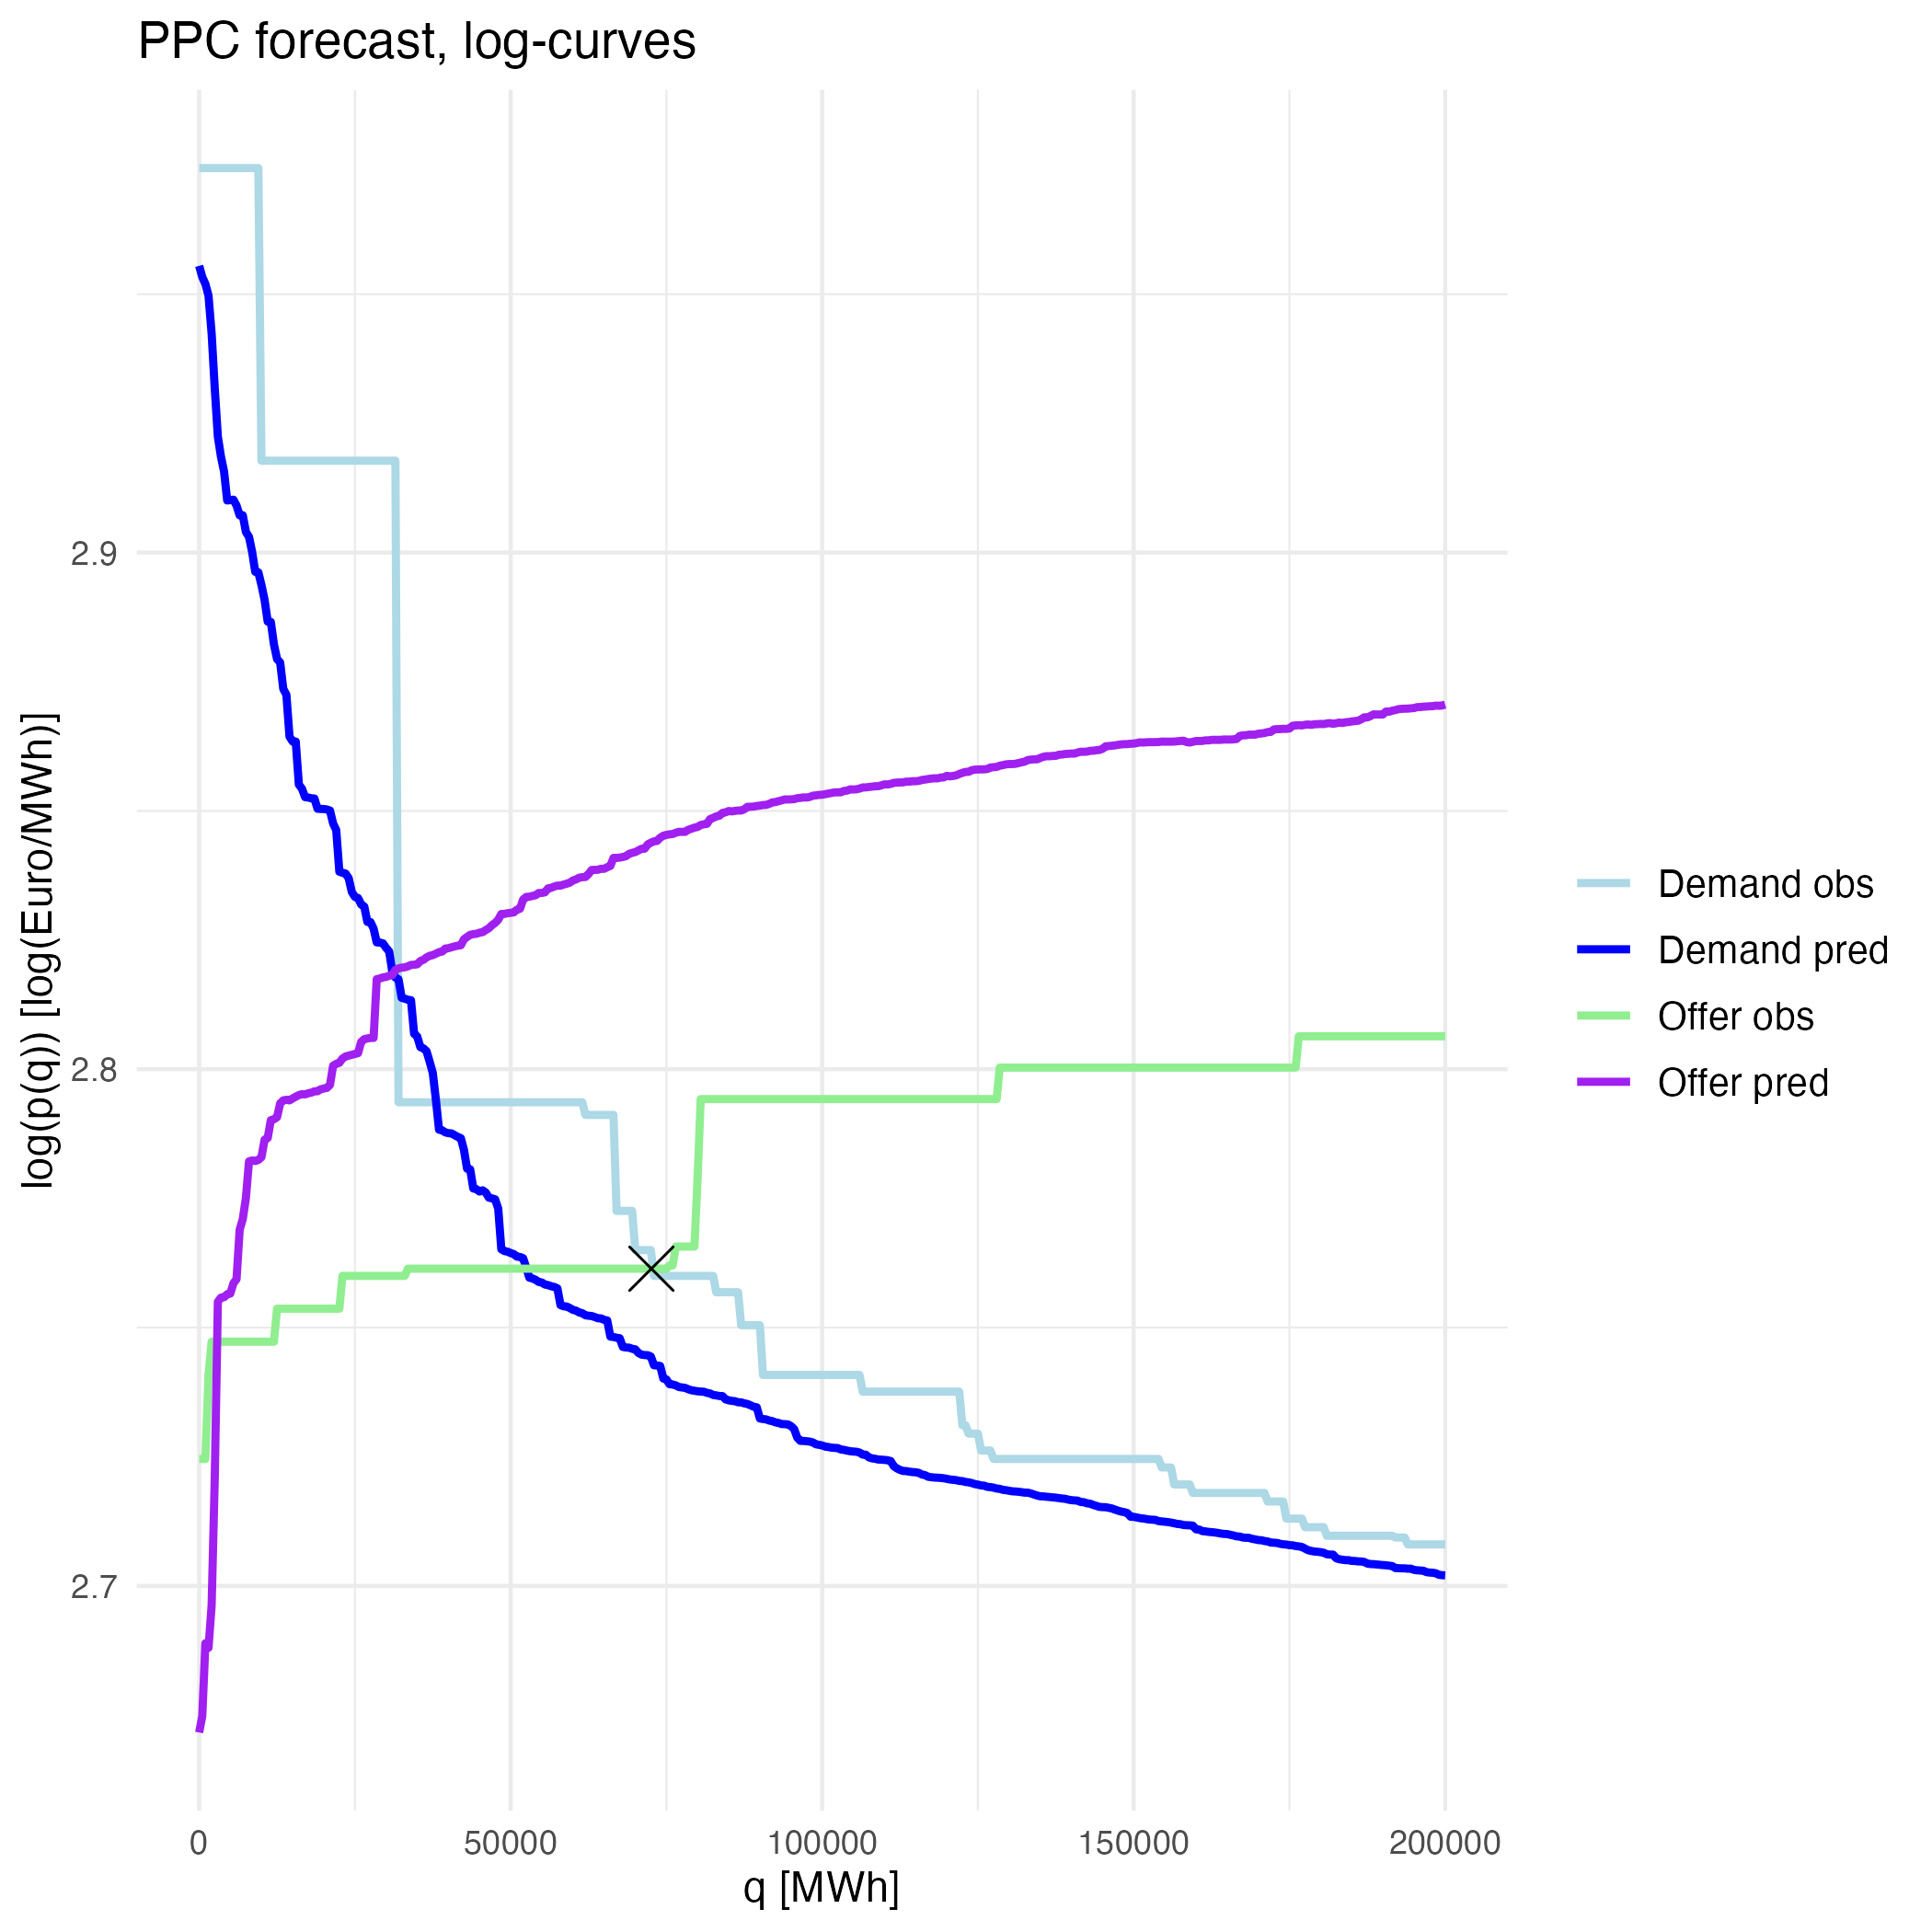 PPC forecast, log-curves
log(p(q)) [log(Euro/MWh)]
2.9
2.8
2.7
0
50000
100000
150000
200000
q [MWh]
Demand obs
Demand pred
Offer obs
Offer pred